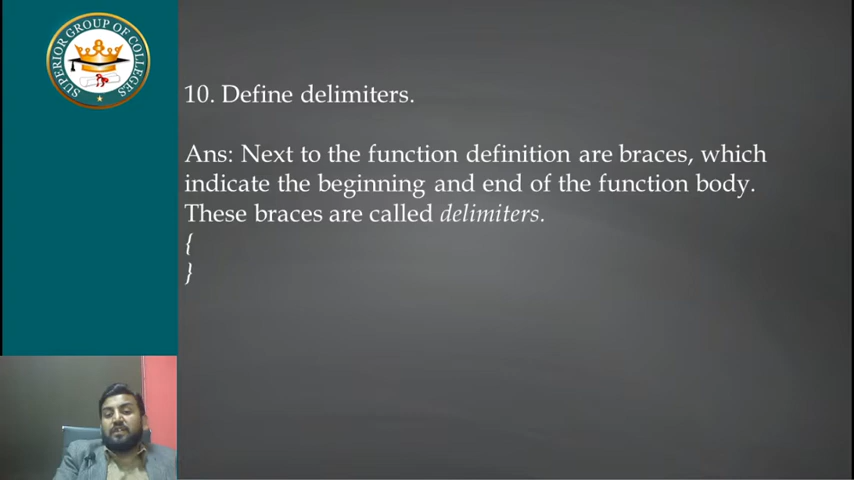 SUPERIOR GROUP OF COLLEGES
10. Define delimiters.
Ans: Next to the function definition are braces, which
indicate the beginning and end of the function body.
These braces are called delimiters.
{
}